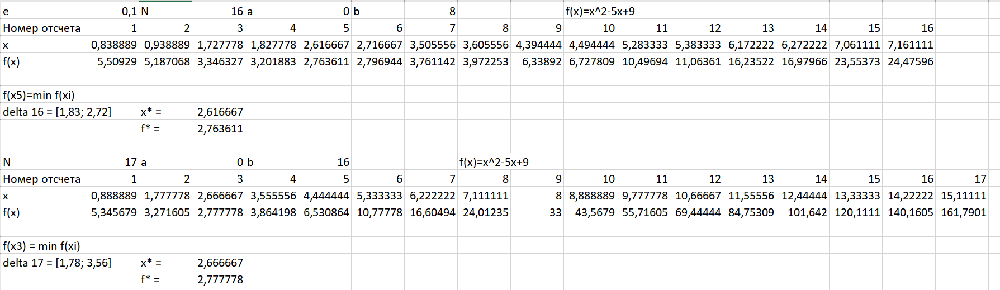 e 0,1 N 16 a 0 b 8 f(x)=x^2-5x+9
Номер отсчета 1 2 3 4 5 6 7 8 9 10 11 12 13 14 15 16
x 0,838889 0,938889 1,727778 1,827778 2,616667 2,716667 3,505556 3,605556 4,394444 4,494444 5,283333 5,383333 6,172222 6,272222 7,061111 7,161111
f(x) 5,50929 5,187068 3,346327 3,201883 2,763611 2,796944 3,761142 3,972253 6,33892 6,727809 10,49694 11,06361 16,23522 16,97966 23,55373 24,47596
f(x5)=min f(xi)
delta 16 = [1,83; 2,72] x* = 2,616667
f* = 2,763611
N 17 a 0 b 16 f(x)=x^2-5x+9
Номер отсчета 1 2 3 4 5 6 7 8 9 10 11 12 13 14 15 16 17
x 0,888889 1,777778 2,666667 3,555556 4,444444 5,333333 6,222222 7,111111 8 8,888889 9,777778 10,66667 11,55556 12,44444 13,33333 14,22222 15,11111
f(x) 5,345679 3,271605 2,777778 3,864198 6,530864 10,77778 16,60494 24,01235 33 43,5679 55,71605 69,44444 84,75309 101,642 120,1111 140,1605 161,7901
f(x3) = min f(xi)
delta 17 = [1,78; 3,56] x* = 2,666667
f* = 2,777778